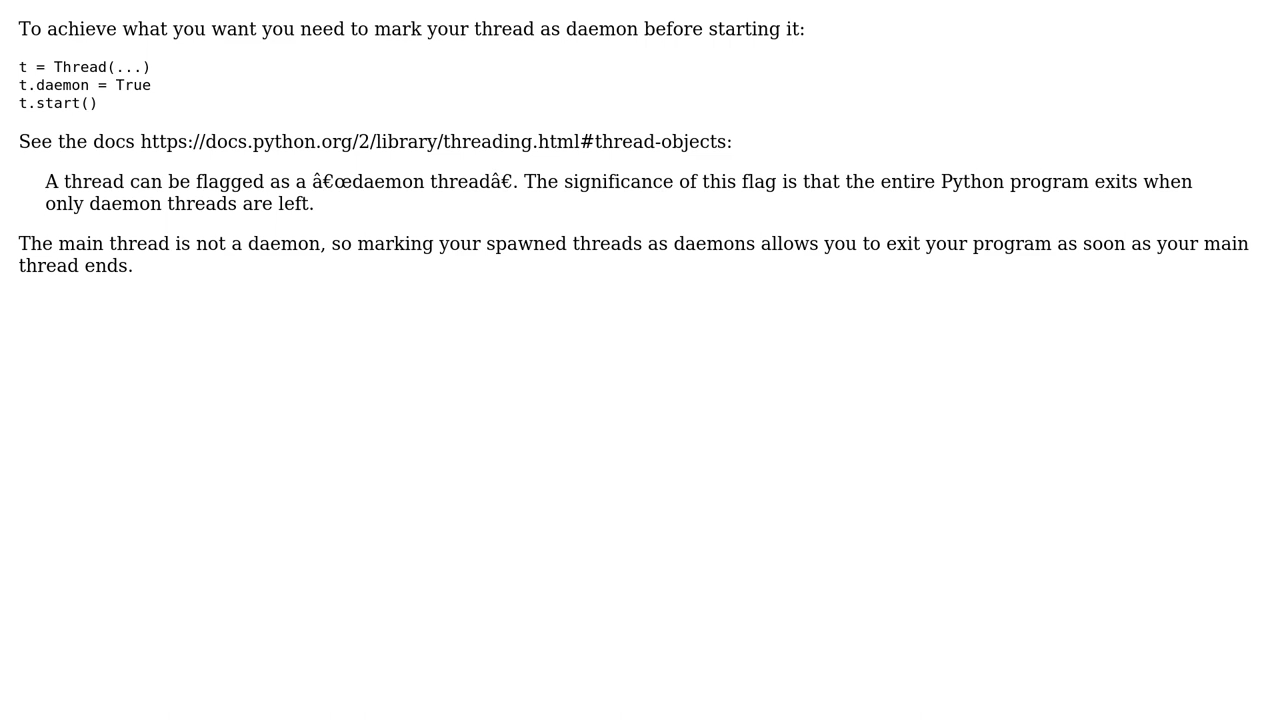 To achieve what you want you need to mark your thread as daemon before starting it:
t = Thread(...)
t.daemon = True
t.start()
See the docs https://docs.python.org/2/library/threading.html#thread-objects:
A thread can be flagged as a â€œdaemon threadâ€. The significance of this flag is that the entire Python program exits when
only daemon threads are left.
The main thread is not a daemon, so marking your spawned threads as daemons allows you to exit your program as soon as your main
thread ends.